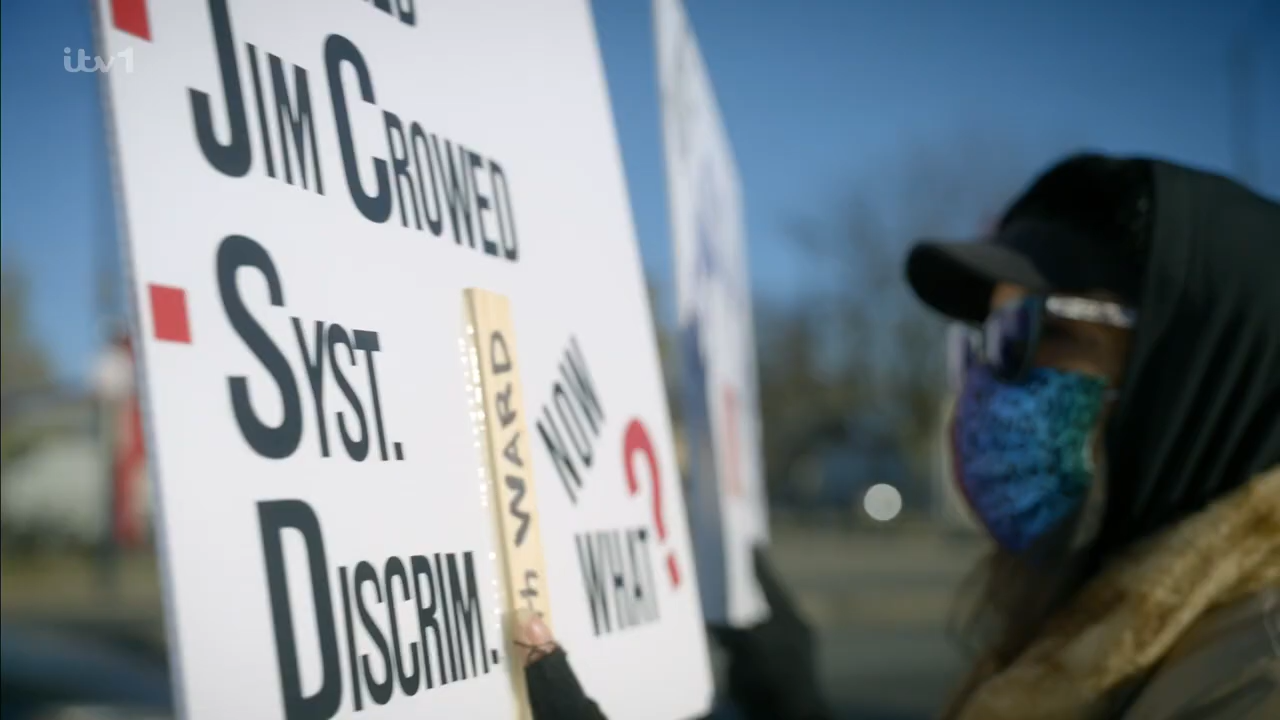 itv1
JIM CROWED
SYST.
DISCRIM.
WARD
NOW
WHAT?